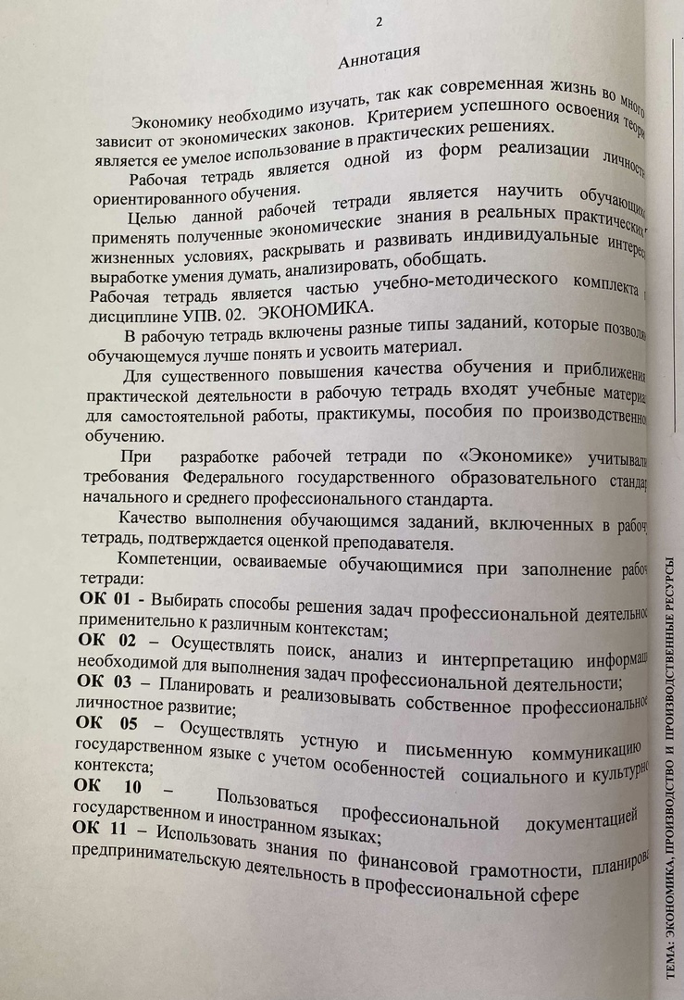 2
Аннотация
Экономику необходимо изучать, так как современная жизнь во много
зависит от экономических законов. Критерием успешного освоения теори
является ее умелое использование в практических решениях.
Рабочая тетрадь является одной из форм реализации личностн
ориентированного обучения.
Целью данной рабочей тетради является научить обучающихс
применять полученные экономические знания в реальных практических
жизненных условиях, раскрывать и развивать индивидуальные интерес
выработке умения думать, анализировать, обобщать.
Рабочая тетрадь является частью учебно-методического комплекта
дисциплине УПВ. 02. ЭКОНОМИКА.
В рабочую тетрадь включены разные типы заданий, которые позволя
обучающемуся лучше понять и усвоить материал.
Для существенного повышения качества обучения и приближения
практической деятельности в рабочую тетрадь входят учебные материа
для самостоятельной работы, практикумы, пособия по производственно
обучению.
При разработке рабочей тетради по «Экономике» учитывали
требования Федерального государственного образовательного стандар
начального и среднего профессионального стандарта.
Качество выполнения обучающимся заданий, включенных в рабоч
тетрадь, подтверждается оценкой преподавателя.
Компетенции, осваиваемые обучающимися при заполнение рабоч
тетради:
ОК 01 - Выбирать способы решения задач профессиональной деятельнос
применительно к различным контекстам;
ОК 02 – Осуществлять поиск, анализ и интерпретацию информац
необходимой для выполнения задач профессиональной деятельности;
ОК 03 – Планировать и реализовывать собственное профессионально
личностное развитие;
ОК 05 – Осуществлять устную и письменную коммуникацию
государственном языке с учетом особенностей социального и культурно
контекста;
ОК 10 – Пользоваться профессиональной документацией
государственном и иностранном языках;
ОК 11 – Использовать знания по финансовой грамотности, планирова
предпринимательскую деятельность в профессиональной сфере
ТЕМА: ЭКОНОМИКА, ПРОИЗВОДСТВО И ПРОИЗВОДСТВЕННЫЕ РЕСУРСЫ